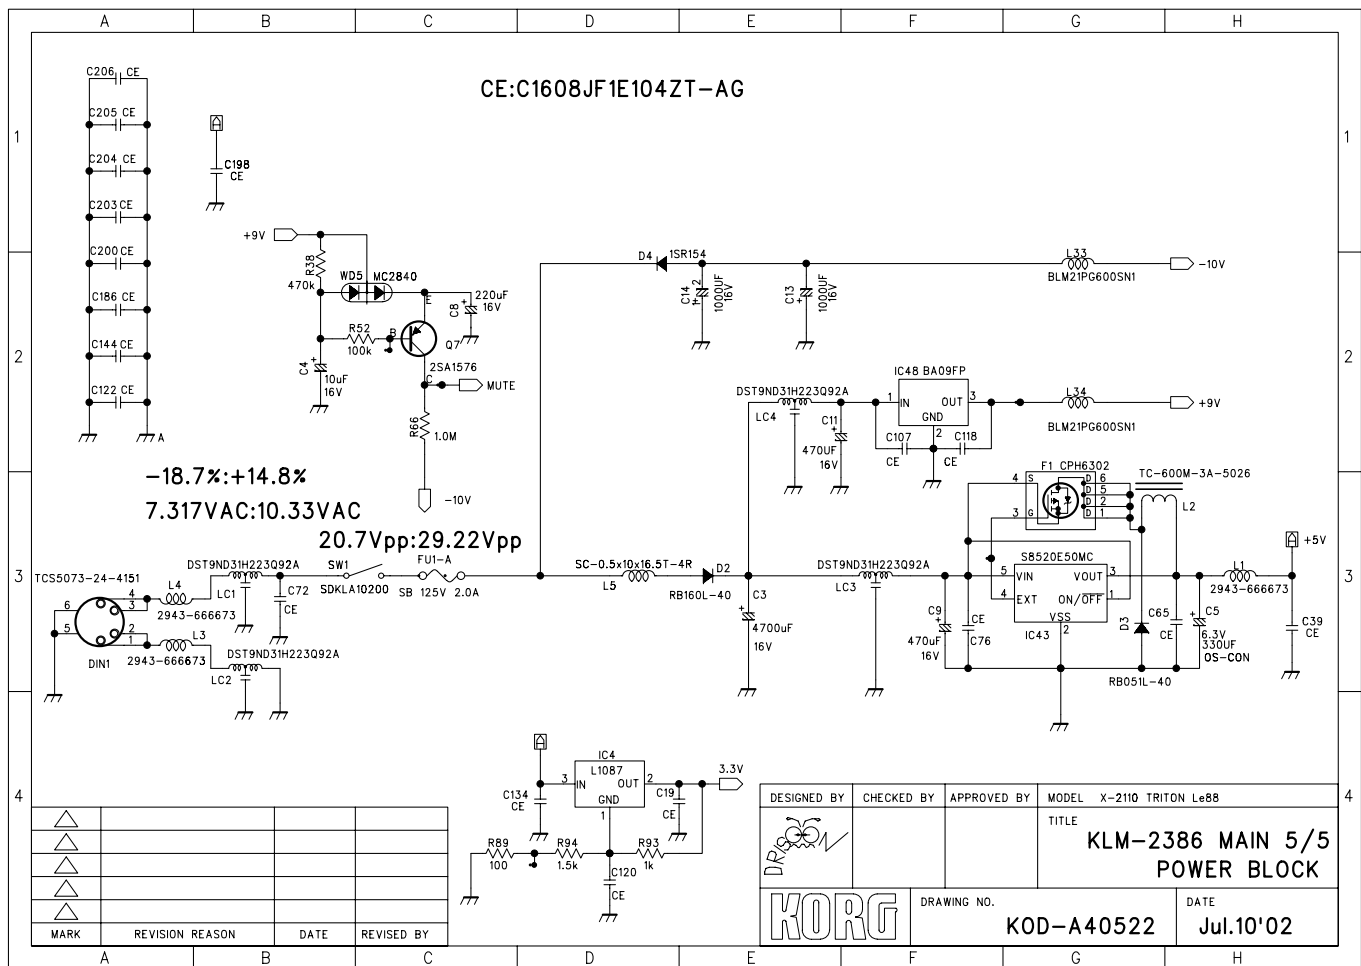 A B C D E F G H
CE:C1608JF1E104ZT-AG
1
1
2
2
3
3
4
4
C206 CE
C205 CE
C204 CE
C203 CE
C200 CE
C186 CE
C144 CE
C122 CE
A
A
C198
CE
+9V
R38
470k
WD5 MC2840
E
C8
220uF
16V
+
R52
100k
B
Q7
2SA1576
C
MUTE
C4
+
10uF
16V
R66
1.0M
-10V
D4 1SR154
C14
+
1000UF
16V
C13
+
1000UF
16V
L33
BLM21PG600SN1
-10V
DST9ND31H223Q92A
LC4
C11
+
470UF
16V
IC48 BA09FP
1 IN OUT 3
GND
2
C107
CE
C118
CE
L34
BLM21PG600SN1
+9V
-18.7%:+14.8%
7.317VAC:10.33VAC
20.7Vpp:29.22Vpp
F1 CPH6302
4 S D 6
D 5
D 2
3 G D 1
TC-600M-3A-5026
L2
A
+5V
TCS5073-24-4151
6
5
4
3
2
1
DIN1
L4
2943-666673
L3
2943-666673
DST9ND31H223Q92A
LC1
DST9ND31H223Q92A
LC2
C72
CE
SW1
SDKLA10200
FU1-A
SB 125V 2.0A
SC-0.5x10x16.5T-4R
L5
D2
RB160L-40
C3
+
4700uF
16V
DST9ND31H223Q92A
LC3
C9
+
470uF
16V
CE
C76
S8520E50MC
5 VIN VOUT 3
4 EXT ON/OFF 1
VSS
IC43 2
D3
RB051L-40
C65
CE
C5
+
6.3V
330UF
OS-CON
L1
2943-666673
C39
CE
A
IC4
L1087
3 IN OUT 2
GND
1
3.3V
C134
CE
C19
CE
R89
100
R94
1.5k
R93
1k
C120
CE
MARK REVISION REASON DATE REVISED BY
DESIGNED BY CHECKED BY APPROVED BY MODEL X-2110 TRITON Le88
TITLE
KLM-2386 MAIN 5/5
POWER BLOCK
KORG
DRAWING NO.
KOD-A40522
DATE
Jul.10'02
A B C D E F G H